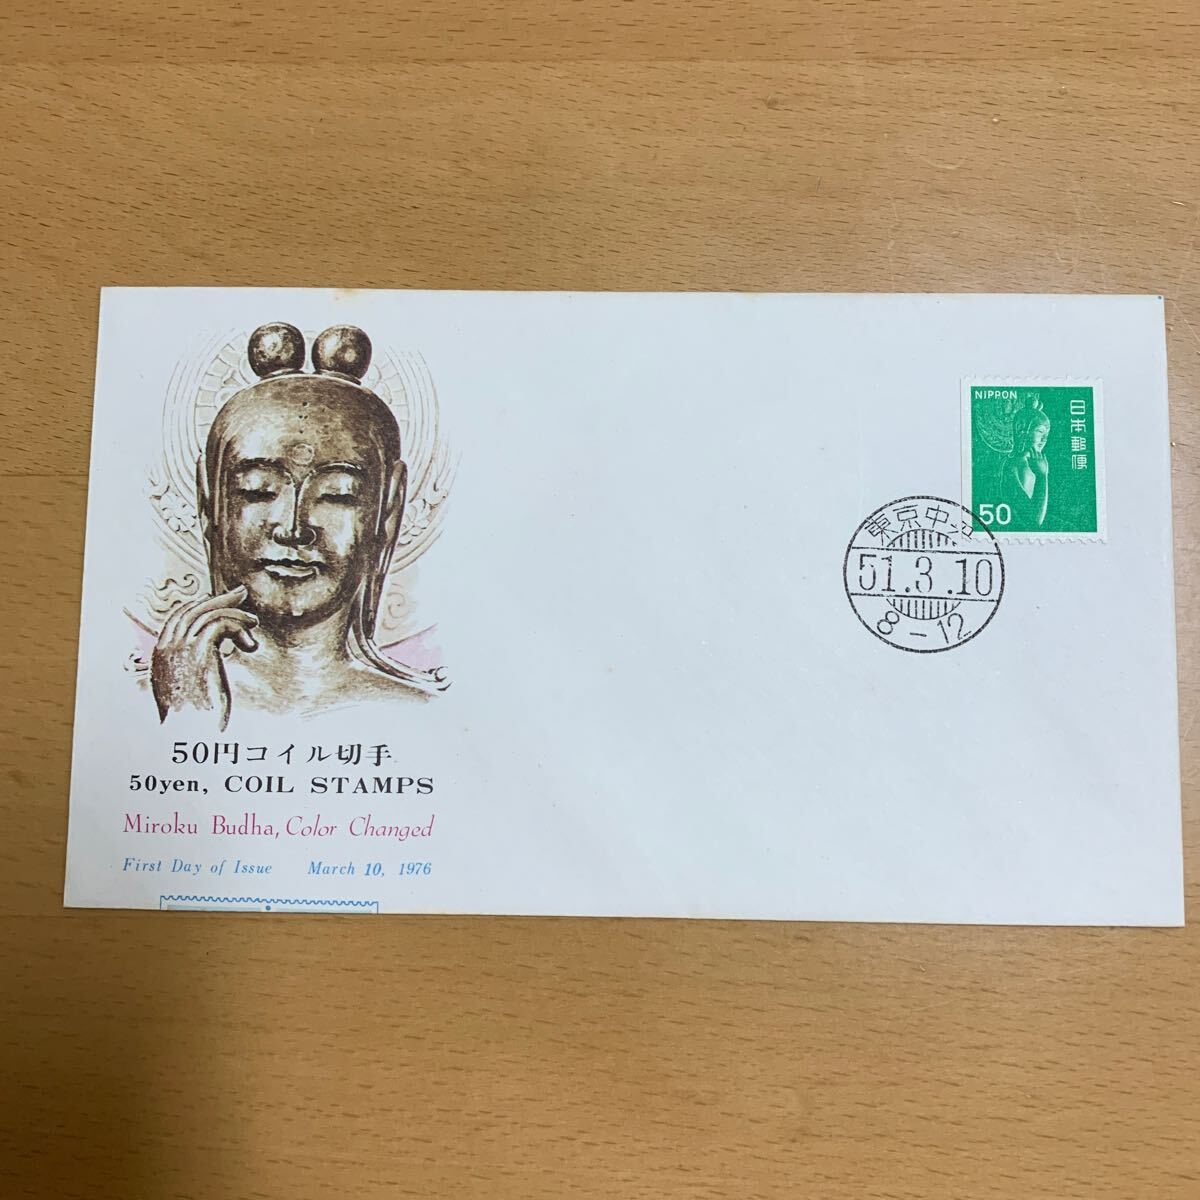 50円コイル切手
50yen, COIL STAMPS
Miroku Budha, Color Changed
First Day of Issue March 10, 1976
NIPPON
日本郵便
50
東京中央
51.3.10
8-12